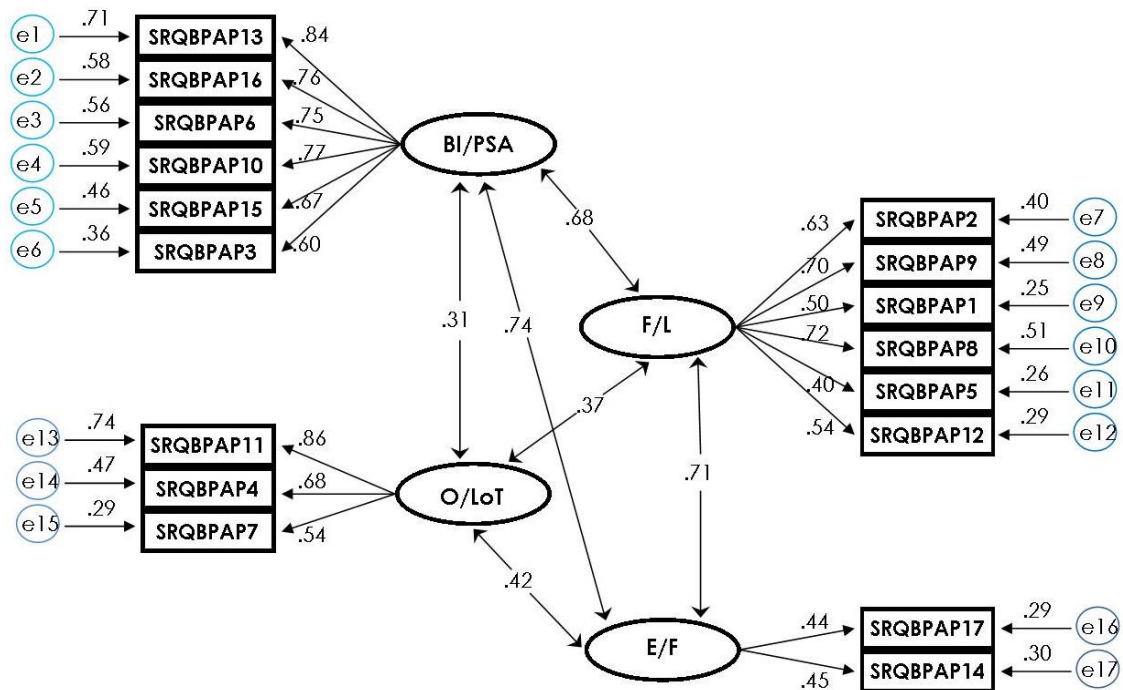 e1 .71 SRQBPAP13 .84
e2 .58 SRQBPAP16 .76
e3 .56 SRQBPAP6 .75
e4 .59 SRQBPAP10 .77
e5 .46 SRQBPAP15 .67
e6 .36 SRQBPAP3 .60
BI/PSA
.68
.63 SRQBPAP2 .40 e7
.70 SRQBPAP9 .49 e8
.50 SRQBPAP1 .25 e9
.72 SRQBPAP8 .51 e10
.40 SRQBPAP5 .26 e11
.54 SRQBPAP12 .29 e12
.31
.74
F/L
.37
.71
e13 .74 SRQBPAP11 .86
e14 .47 SRQBPAP4 .68
e15 .29 SRQBPAP7 .54
O/LoT
.42
E/F
.44 SRQBPAP17 .29 e16
.45 SRQBPAP14 .30 e17